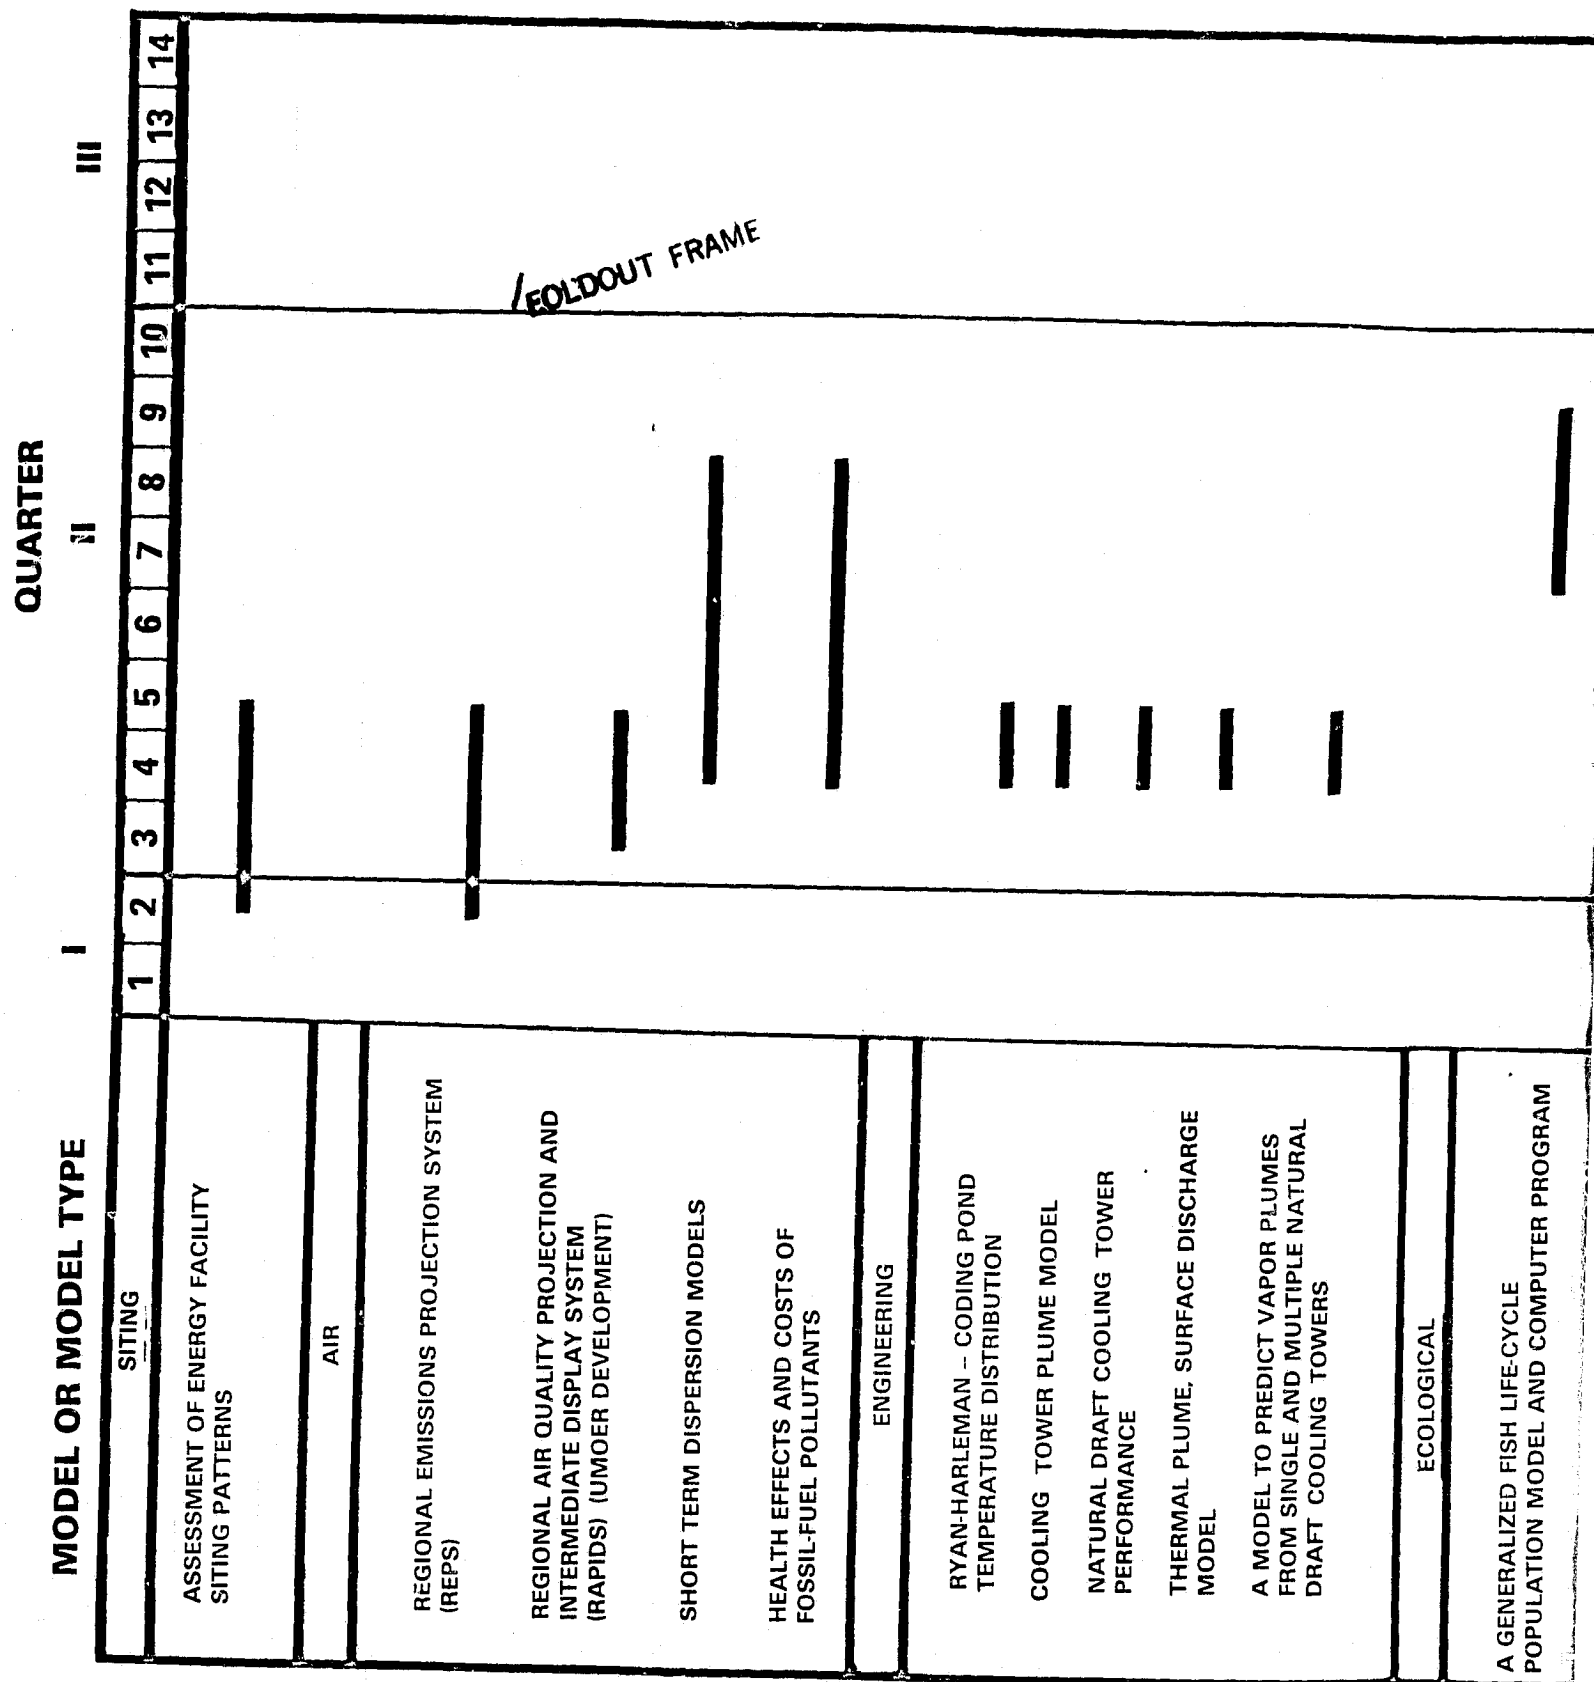 QUARTER
I II III
MODEL OR MODEL TYPE
1 2 3 4 5 6 7 8 9 10 11 12 13 14
SITING
ASSESSMENT OF ENERGY FACILITY
SITING PATTERNS
AIR
REGIONAL EMISSIONS PROJECTION SYSTEM
(REPS)
REGIONAL AIR QUALITY PROJECTION AND
INTERMEDIATE DISPLAY SYSTEM
(RAPIDS) (UMOER DEVELOPMENT)
SHORT TERM DISPERSION MODELS
HEALTH EFFECTS AND COSTS OF
FOSSIL-FUEL POLLUTANTS
FOLDOUT FRAME
ENGINEERING
RYAN-HARLEMAN – CODING POND
TEMPERATURE DISTRIBUTION
COOLING TOWER PLUME MODEL
NATURAL DRAFT COOLING TOWER
PERFORMANCE
THERMAL PLUME, SURFACE DISCHARGE
MODEL
A MODEL TO PREDICT VAPOR PLUMES
FROM SINGLE AND MULTIPLE NATURAL
DRAFT COOLING TOWERS
ECOLOGICAL
A GENERALIZED FISH LIFE-CYCLE
POPULATION MODEL AND COMPUTER PROGRAM